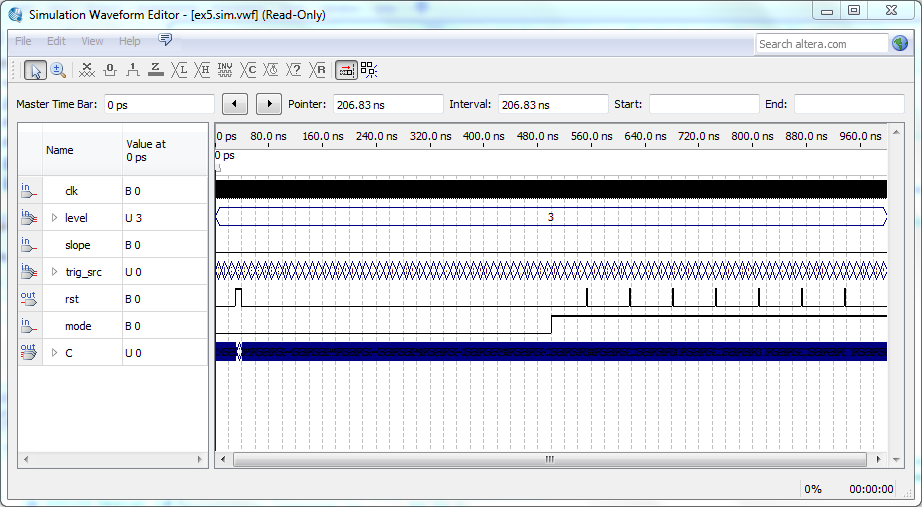 Simulation Waveform Editor - [ex5.sim.vwf] (Read-Only)
File Edit View Help
Search altera.com
Master Time Bar: 0 ps Pointer: 206.83 ns Interval: 206.83 ns Start: End:
Name Value at 0 ps
0 ps 80.0 ns 160.0 ns 240.0 ns 320.0 ns 400.0 ns 480.0 ns 560.0 ns 640.0 ns 720.0 ns 800.0 ns 880.0 ns 960.0 ns
0 ps
in clk B 0
in level U 3 3
in slope B 0
in trig_src U 0
out rst B 0
in mode B 0
out C U 0
0% 00:00:00